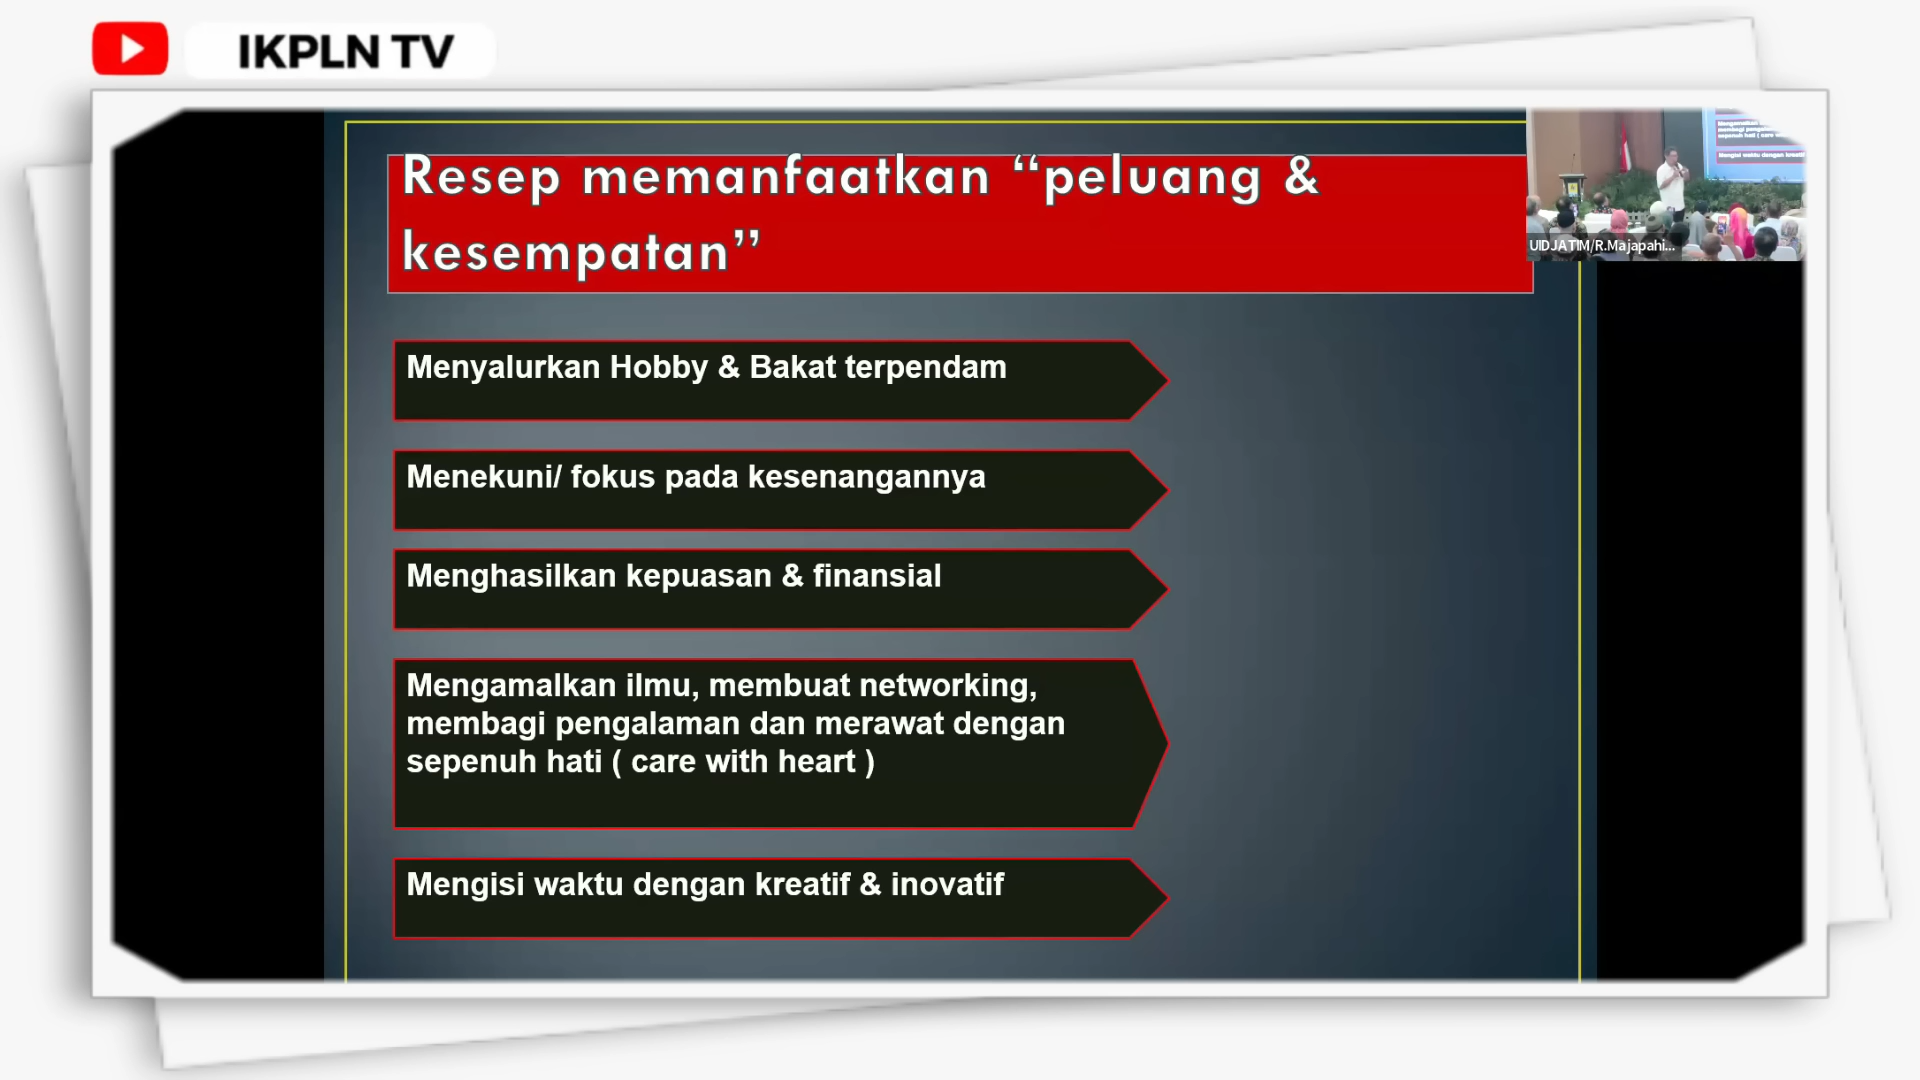 IKPLN TV
Resep memanfaatkan “peluang &
kesempatan”
UIDJATIM/R.Majapahi...
Menyalurkan Hobby & Bakat terpendam
Menekuni/ fokus pada kesenangannya
Menghasilkan kepuasan & finansial
Mengamalkan ilmu, membuat networking,
membagi pengalaman dan merawat dengan
sepenuh hati ( care with heart )
Mengisi waktu dengan kreatif & inovatif